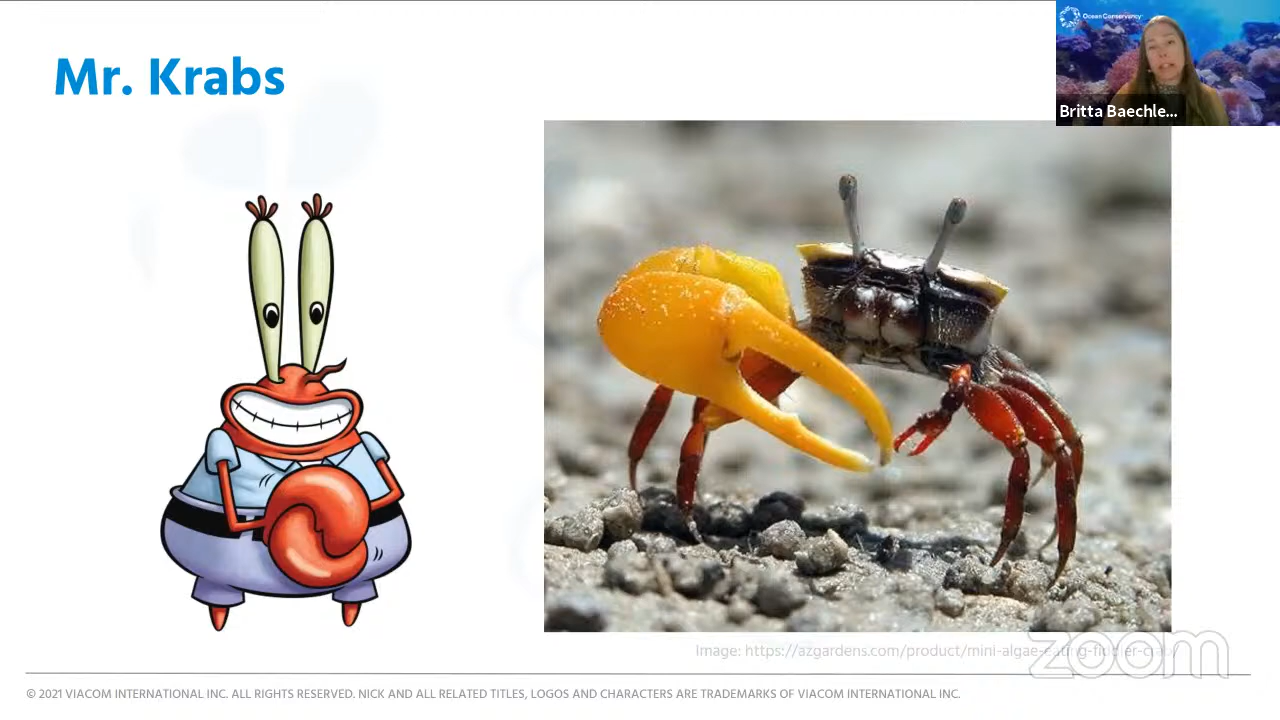 Mr. Krabs
Ocean Conservancy
Britta Baechle...
Image: https://azgardens.com/product/mini-algae-eating-fiddler-crab/
zoom
© 2021 VIACOM INTERNATIONAL INC. ALL RIGHTS RESERVED. NICK AND ALL RELATED TITLES, LOGOS AND CHARACTERS ARE TRADEMARKS OF VIACOM INTERNATIONAL INC.